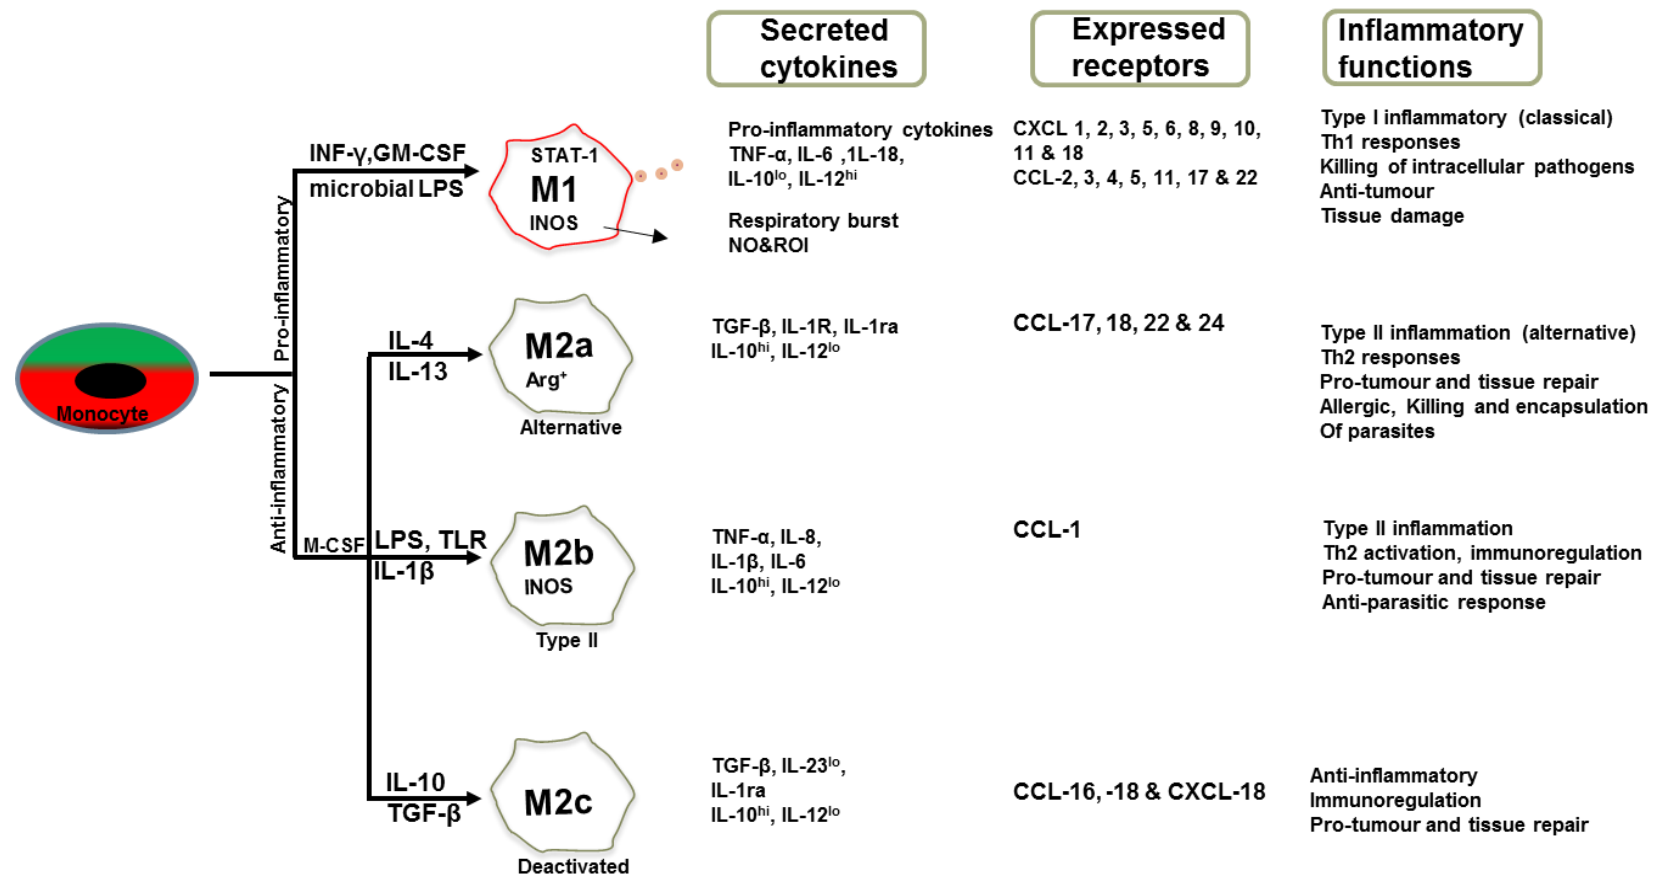 Secreted
cytokines
Expressed
receptors
Inflammatory
functions
Monocyte
Pro-inflammatory
Anti-inflammatory
INF-γ,GM-CSF
microbial LPS
STAT-1
M1
INOS
Pro-inflammatory cytokines
TNF-α, IL-6 ,1L-18,
IL-10ˡᵒ, IL-12ʰⁱ
Respiratory burst
NO&ROI
CXCL 1, 2, 3, 5, 6, 8, 9, 10,
11 & 18
CCL-2, 3, 4, 5, 11, 17 & 22
Type I inflammatory (classical)
Th1 responses
Killing of intracellular pathogens
Anti-tumour
Tissue damage
IL-4
IL-13
M2a
Arg⁺
Alternative
TGF-β, IL-1R, IL-1ra
IL-10ʰⁱ, IL-12ˡᵒ
CCL-17, 18, 22 & 24
Type II inflammation (alternative)
Th2 responses
Pro-tumour and tissue repair
Allergic, Killing and encapsulation
Of parasites
M-CSF
LPS, TLR
IL-1β
M2b
INOS
Type II
TNF-α, IL-8,
IL-1β, IL-6
IL-10ʰⁱ, IL-12ˡᵒ
CCL-1
Type II inflammation
Th2 activation, immunoregulation
Pro-tumour and tissue repair
Anti-parasitic response
IL-10
TGF-β
M2c
Deactivated
TGF-β, IL-23ˡᵒ,
IL-1ra
IL-10ʰⁱ, IL-12ˡᵒ
CCL-16, -18 & CXCL-18
Anti-inflammatory
Immunoregulation
Pro-tumour and tissue repair